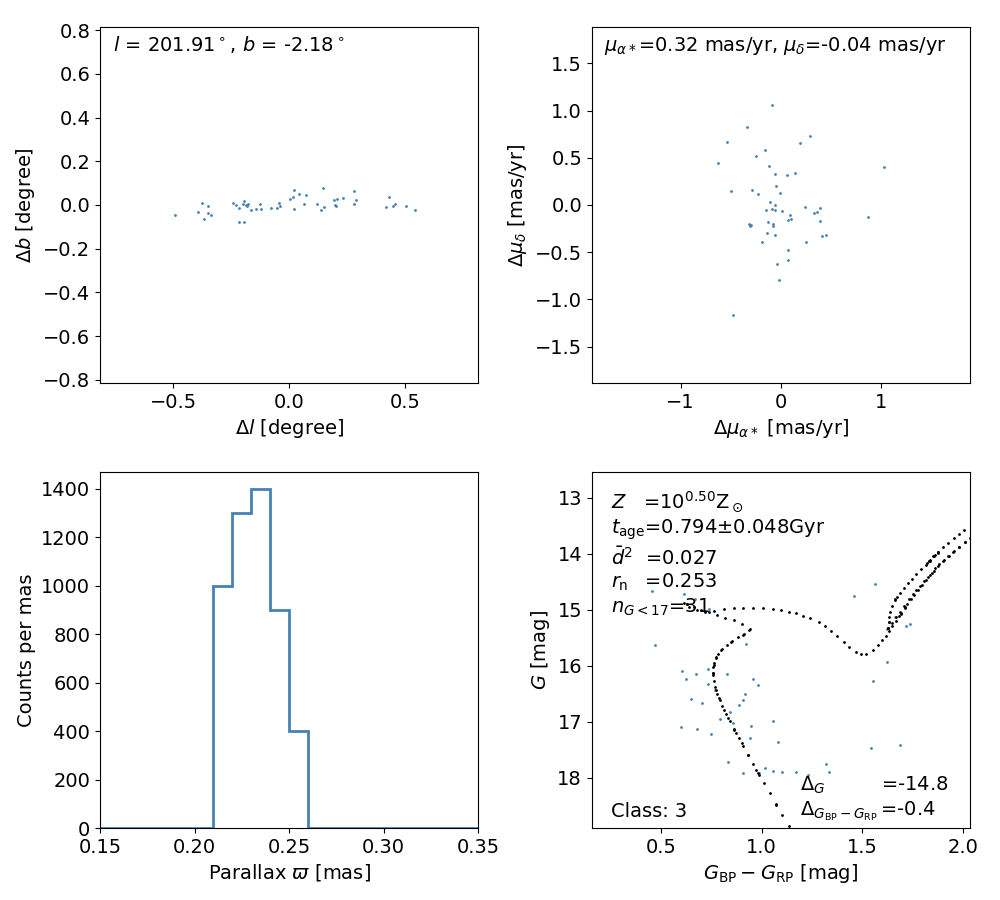 l = 201.91°, b = -2.18°
0.8
0.6
0.4
0.2
0.0
−0.2
−0.4
−0.6
−0.8
Δb [degree]
−0.5 0.0 0.5
Δl [degree]
μα*=0.32 mas/yr, μδ=-0.04 mas/yr
1.5
1.0
0.5
0.0
−0.5
−1.0
−1.5
Δμδ [mas/yr]
−1 0 1
Δμα* [mas/yr]
1400
1200
1000
800
600
400
200
0
Counts per mas
0.15 0.20 0.25 0.30 0.35
Parallax ϖ [mas]
Z =10^0.50 Z⊙
t_age=0.794±0.048Gyr
d̄² =0.027
r_n =0.253
n_G<17=31
13
14
15
16
17
18
G [mag]
Δ_G =-14.8
Δ_G_BP−G_RP =-0.4
Class: 3
0.5 1.0 1.5 2.0
G_BP − G_RP [mag]